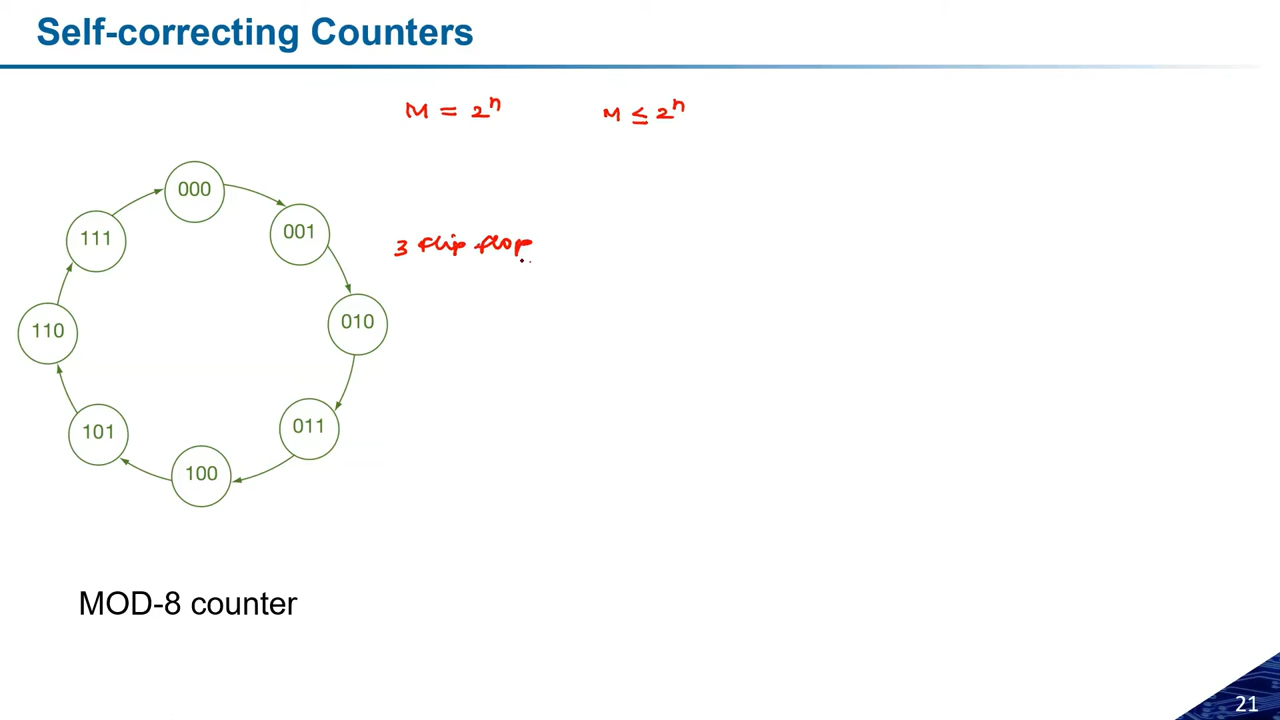 Self-correcting Counters
M = 2ⁿ
M ≤ 2ⁿ
000
001
010
011
100
101
110
111
3 flip flop
MOD-8 counter
21